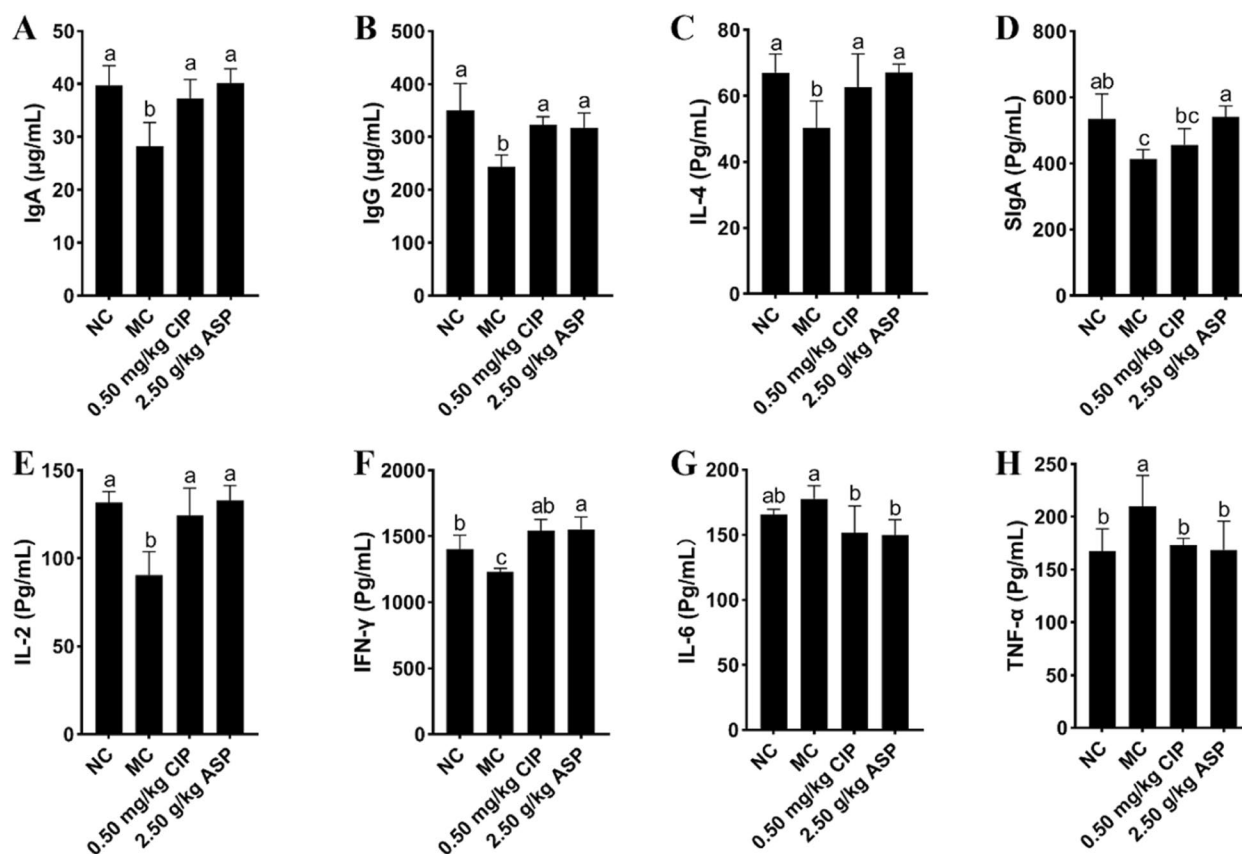 A
50
40
30
20
10
0
IgA (μg/mL)
a
b
a
a
NC
MC
0.50 mg/kg CIP
2.50 g/kg ASP
B
500
400
300
200
100
0
IgG (μg/mL)
a
b
a
a
NC
MC
0.50 mg/kg CIP
2.50 g/kg ASP
C
80
60
40
20
0
IL-4 (Pg/mL)
a
b
a
a
NC
MC
0.50 mg/kg CIP
2.50 g/kg ASP
D
800
600
400
200
0
SIgA (Pg/mL)
ab
c
bc
a
NC
MC
0.50 mg/kg CIP
2.50 g/kg ASP
E
150
100
50
0
IL-2 (Pg/mL)
a
b
a
a
NC
MC
0.50 mg/kg CIP
2.50 g/kg ASP
F
2000
1500
1000
500
0
IFN-γ (Pg/mL)
b
c
ab
a
NC
MC
0.50 mg/kg CIP
2.50 g/kg ASP
G
200
150
100
50
0
IL-6 (Pg/mL）
ab
a
b
b
NC
MC
0.50 mg/kg CIP
2.50 g/kg ASP
H
250
200
150
100
50
0
TNF-α (Pg/mL)
b
a
b
b
NC
MC
0.50 mg/kg CIP
2.50 g/kg ASP